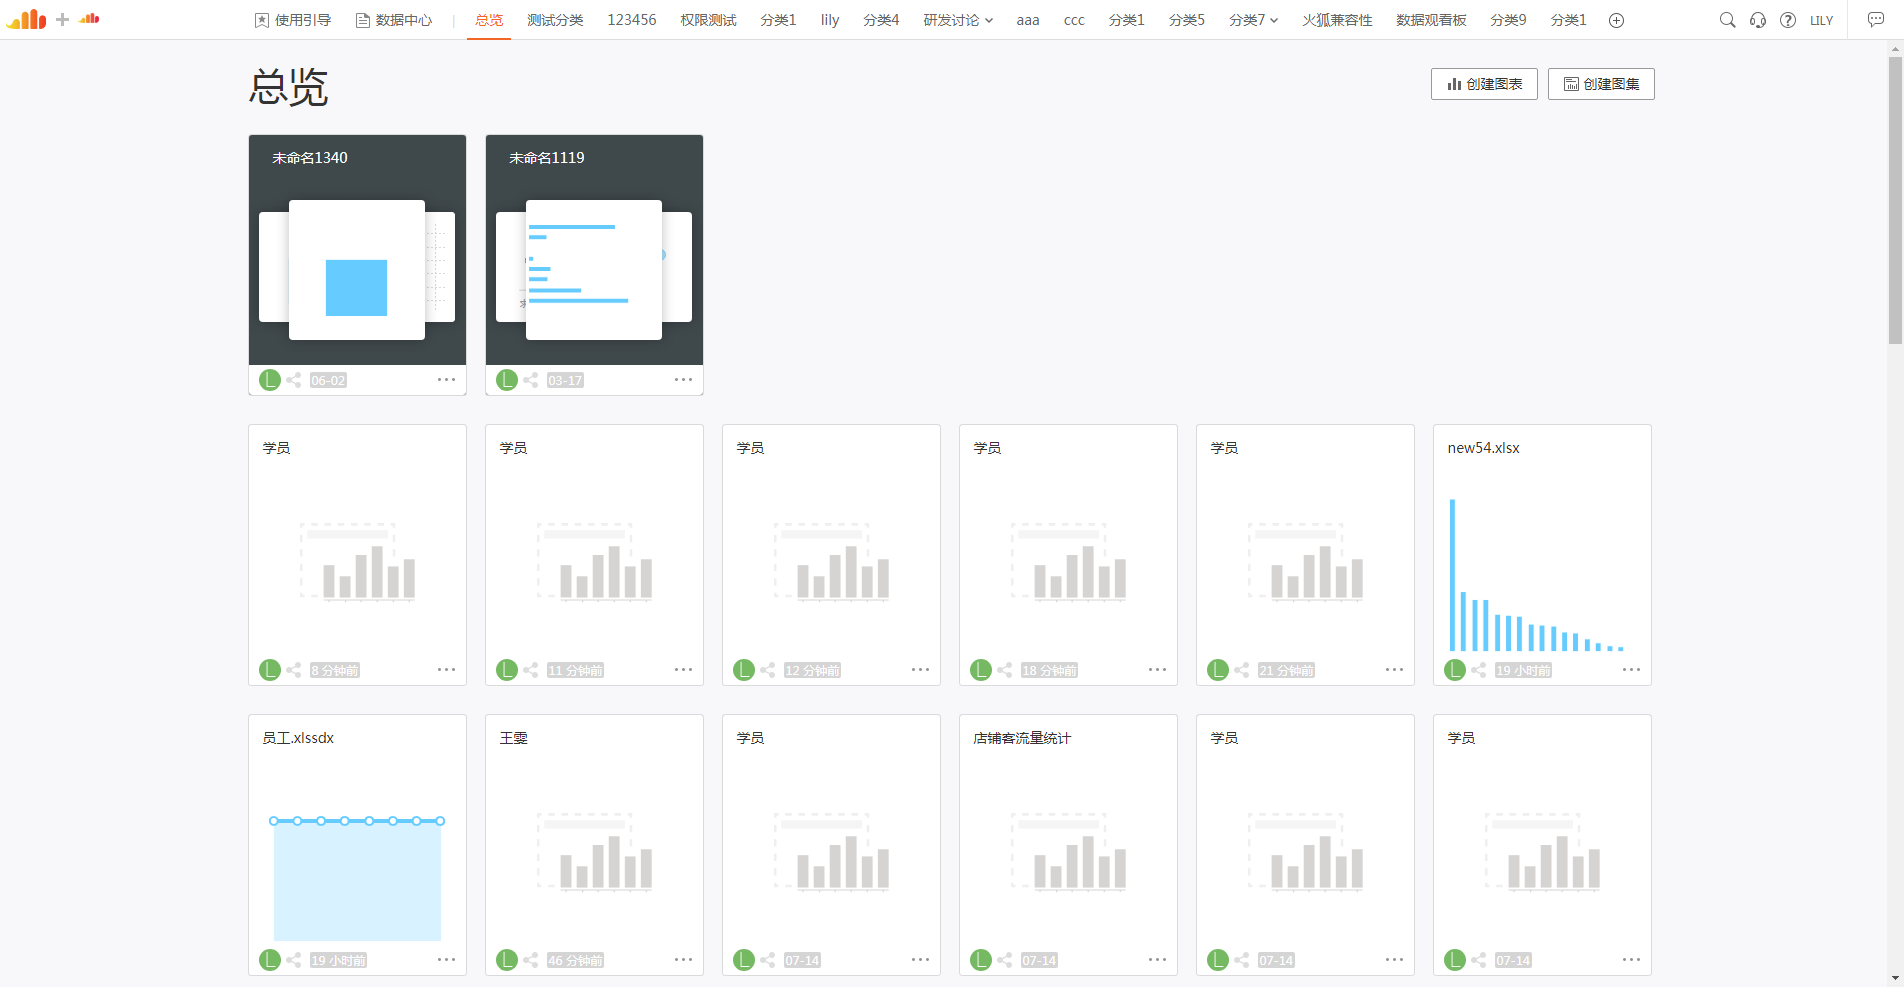 使用引导 数据中心 总览 测试分类 123456 权限测试 分类1 lily 分类4 研发讨论 aaa ccc 分类1 分类5 分类7 火狐兼容性 数据观看板 分类9 分类1 LILY
总览
创建图表 创建图集
未命名1340 未命名1119
L 06-02 L 03-17
学员 学员 学员 学员 学员 new54.xlsx
L 8 分钟前 L 11 分钟前 L 12 分钟前 L 18 分钟前 L 21 分钟前 L 19 小时前
员工.xlssdx 王雯 学员 店铺客流量统计 学员 学员
L 19 小时前 L 46 分钟前 L 07-14 L 07-14 L 07-14 L 07-14